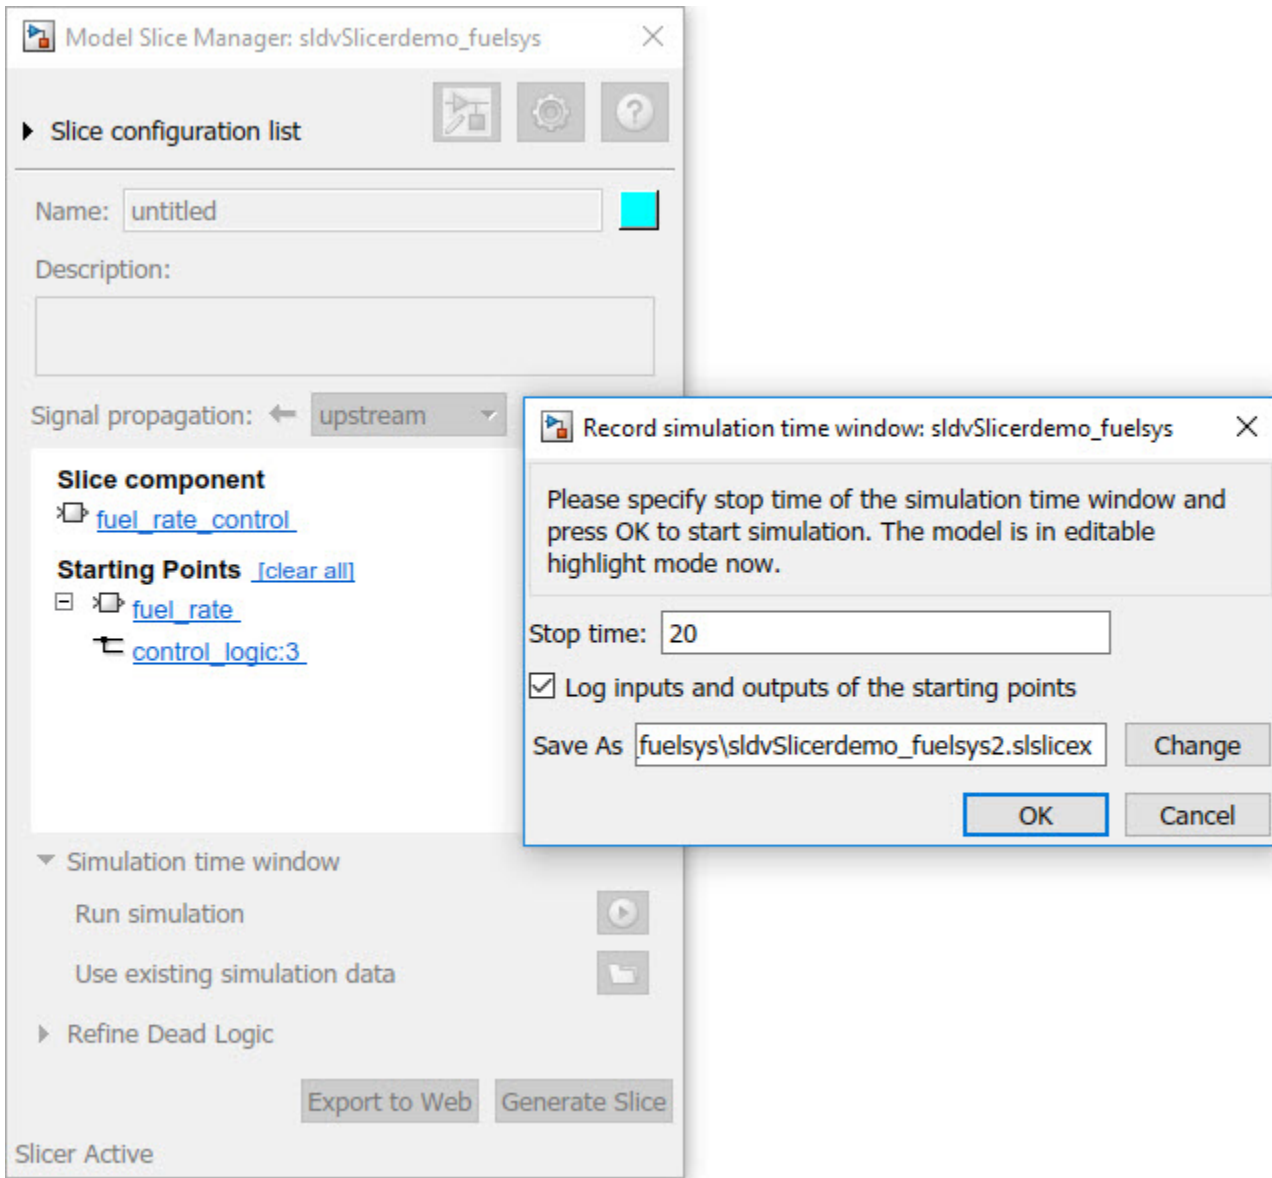 Model Slice Manager: sldvSlicerdemo_fuelsys
Slice configuration list
?
Name: untitled
Description:
Signal propagation: upstream
Slice component
fuel_rate_control
Starting Points [clear all]
fuel_rate
control_logic:3
Simulation time window
Run simulation
Use existing simulation data
Refine Dead Logic
Export to Web Generate Slice
Slicer Active
Record simulation time window: sldvSlicerdemo_fuelsys
Please specify stop time of the simulation time window and
press OK to start simulation. The model is in editable
highlight mode now.
Stop time: 20
Log inputs and outputs of the starting points
Save As fuelsys\sldvSlicerdemo_fuelsys2.slslicex Change
OK Cancel